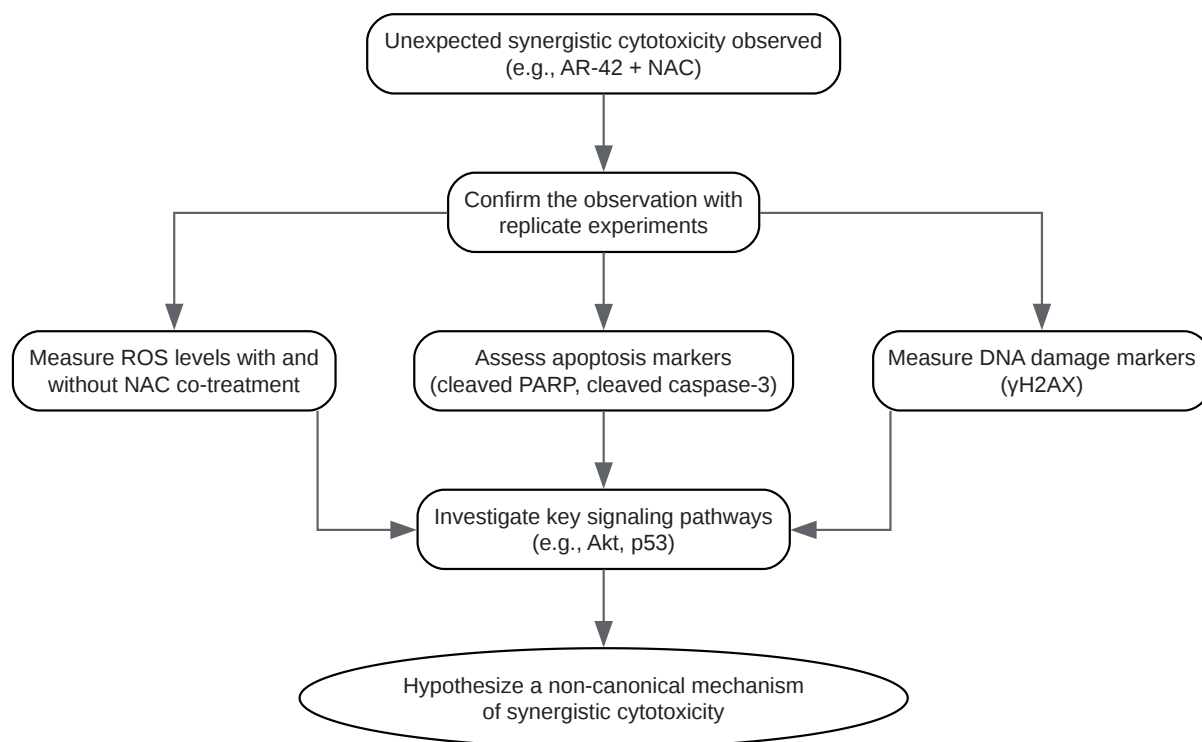 Unexpected synergistic cytotoxicity observed
(e.g., AR-42 + NAC)
Confirm the observation with
replicate experiments
Measure ROS levels with and
without NAC co-treatment
Assess apoptosis markers
(cleaved PARP, cleaved caspase-3)
Measure DNA damage markers
(γH2AX)
Investigate key signaling pathways
(e.g., Akt, p53)
Hypothesize a non-canonical mechanism
of synergistic cytotoxicity